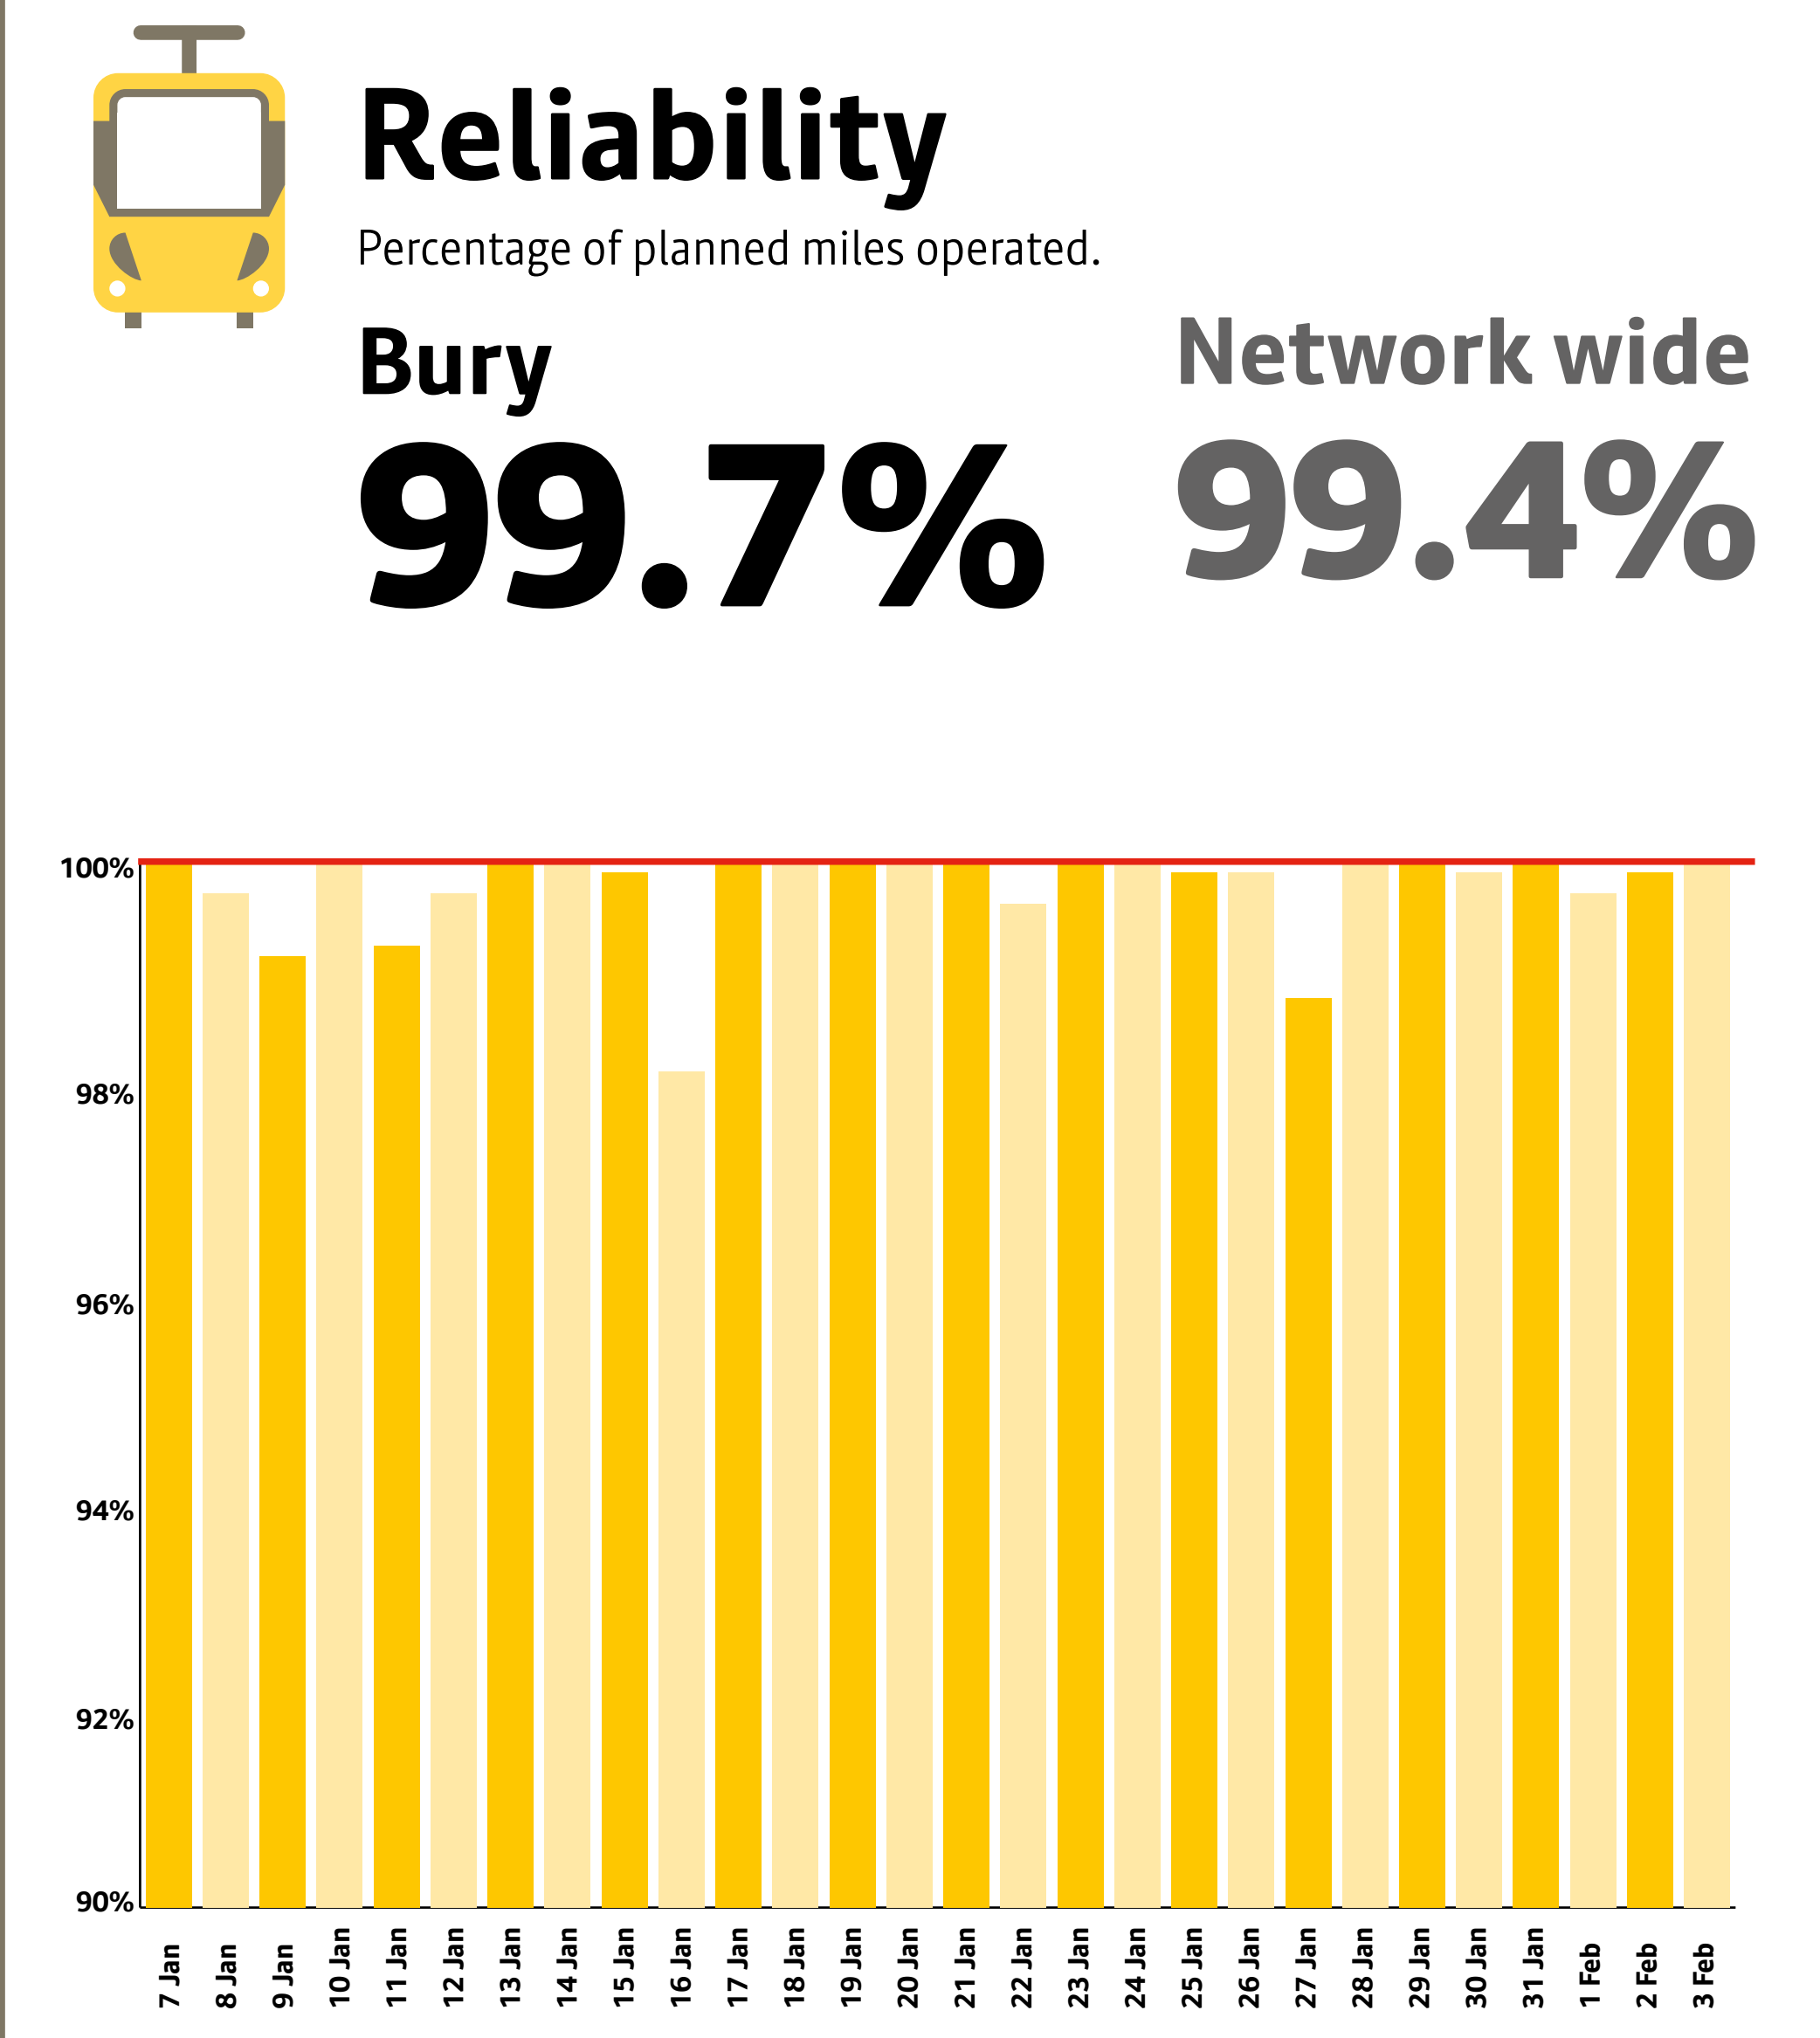 Reliability
Percentage of planned miles operated.
Bury
Network wide
99.7%
99.4%
100%
98%
96%
94%
92%
90%
7 Jan
8 Jan
9 Jan
10 Jan
11 Jan
12 Jan
13 Jan
14 Jan
15 Jan
16 Jan
17 Jan
18 Jan
19 Jan
20 Jan
21 Jan
22 Jan
23 Jan
24 Jan
25 Jan
26 Jan
27 Jan
28 Jan
29 Jan
30 Jan
31 Jan
1 Feb
2 Feb
3 Feb